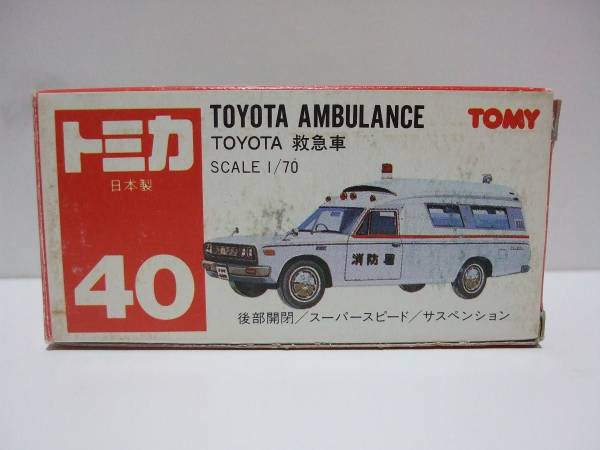 トミカ
日本製
40
TOYOTA AMBULANCE
TOYOTA 救急車
SCALE 1/70
TOMY
消防署
後部開閉/スーパースピード/サスペンション